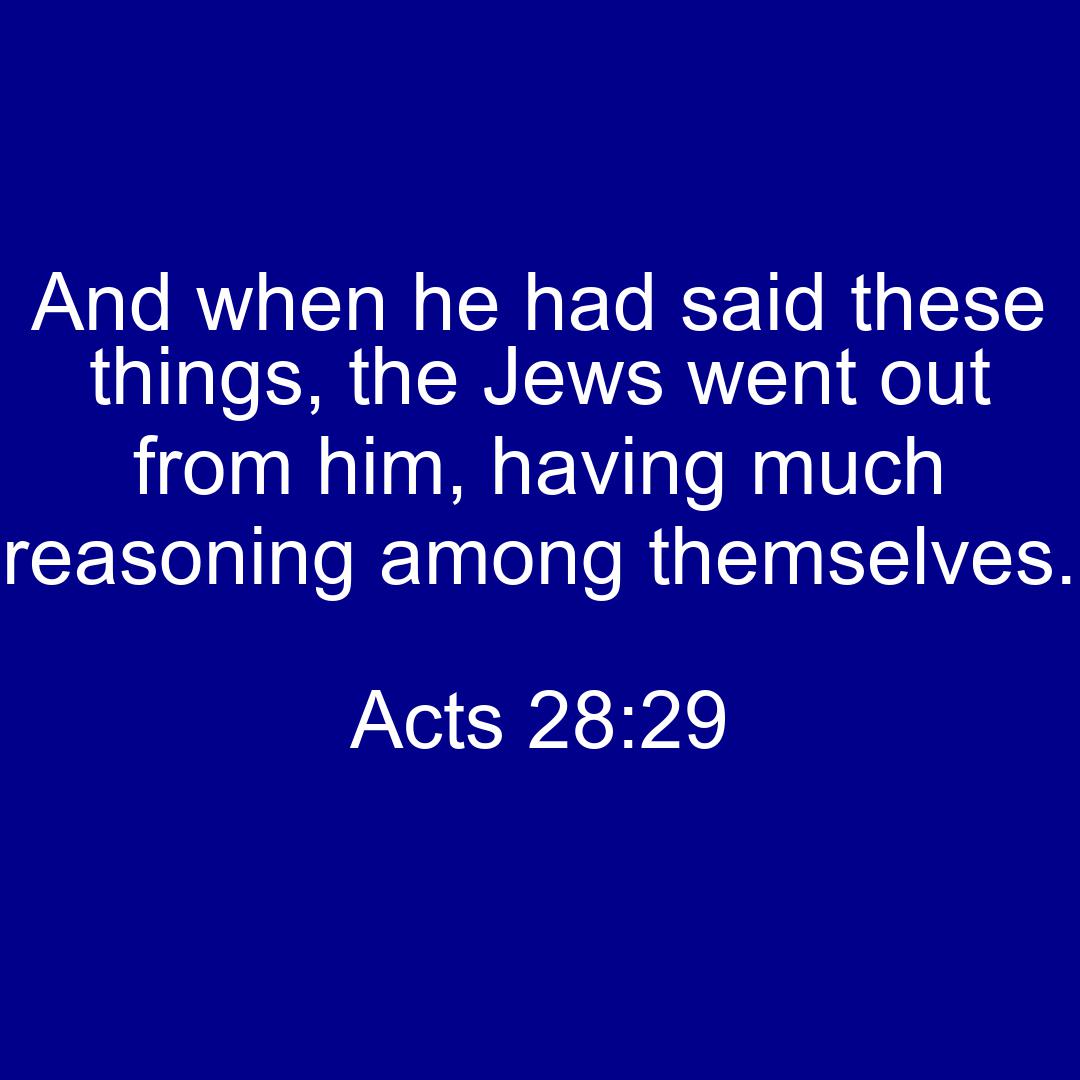 And when he had said these
things, the Jews went out
from him, having much
reasoning among themselves.
Acts 28:29